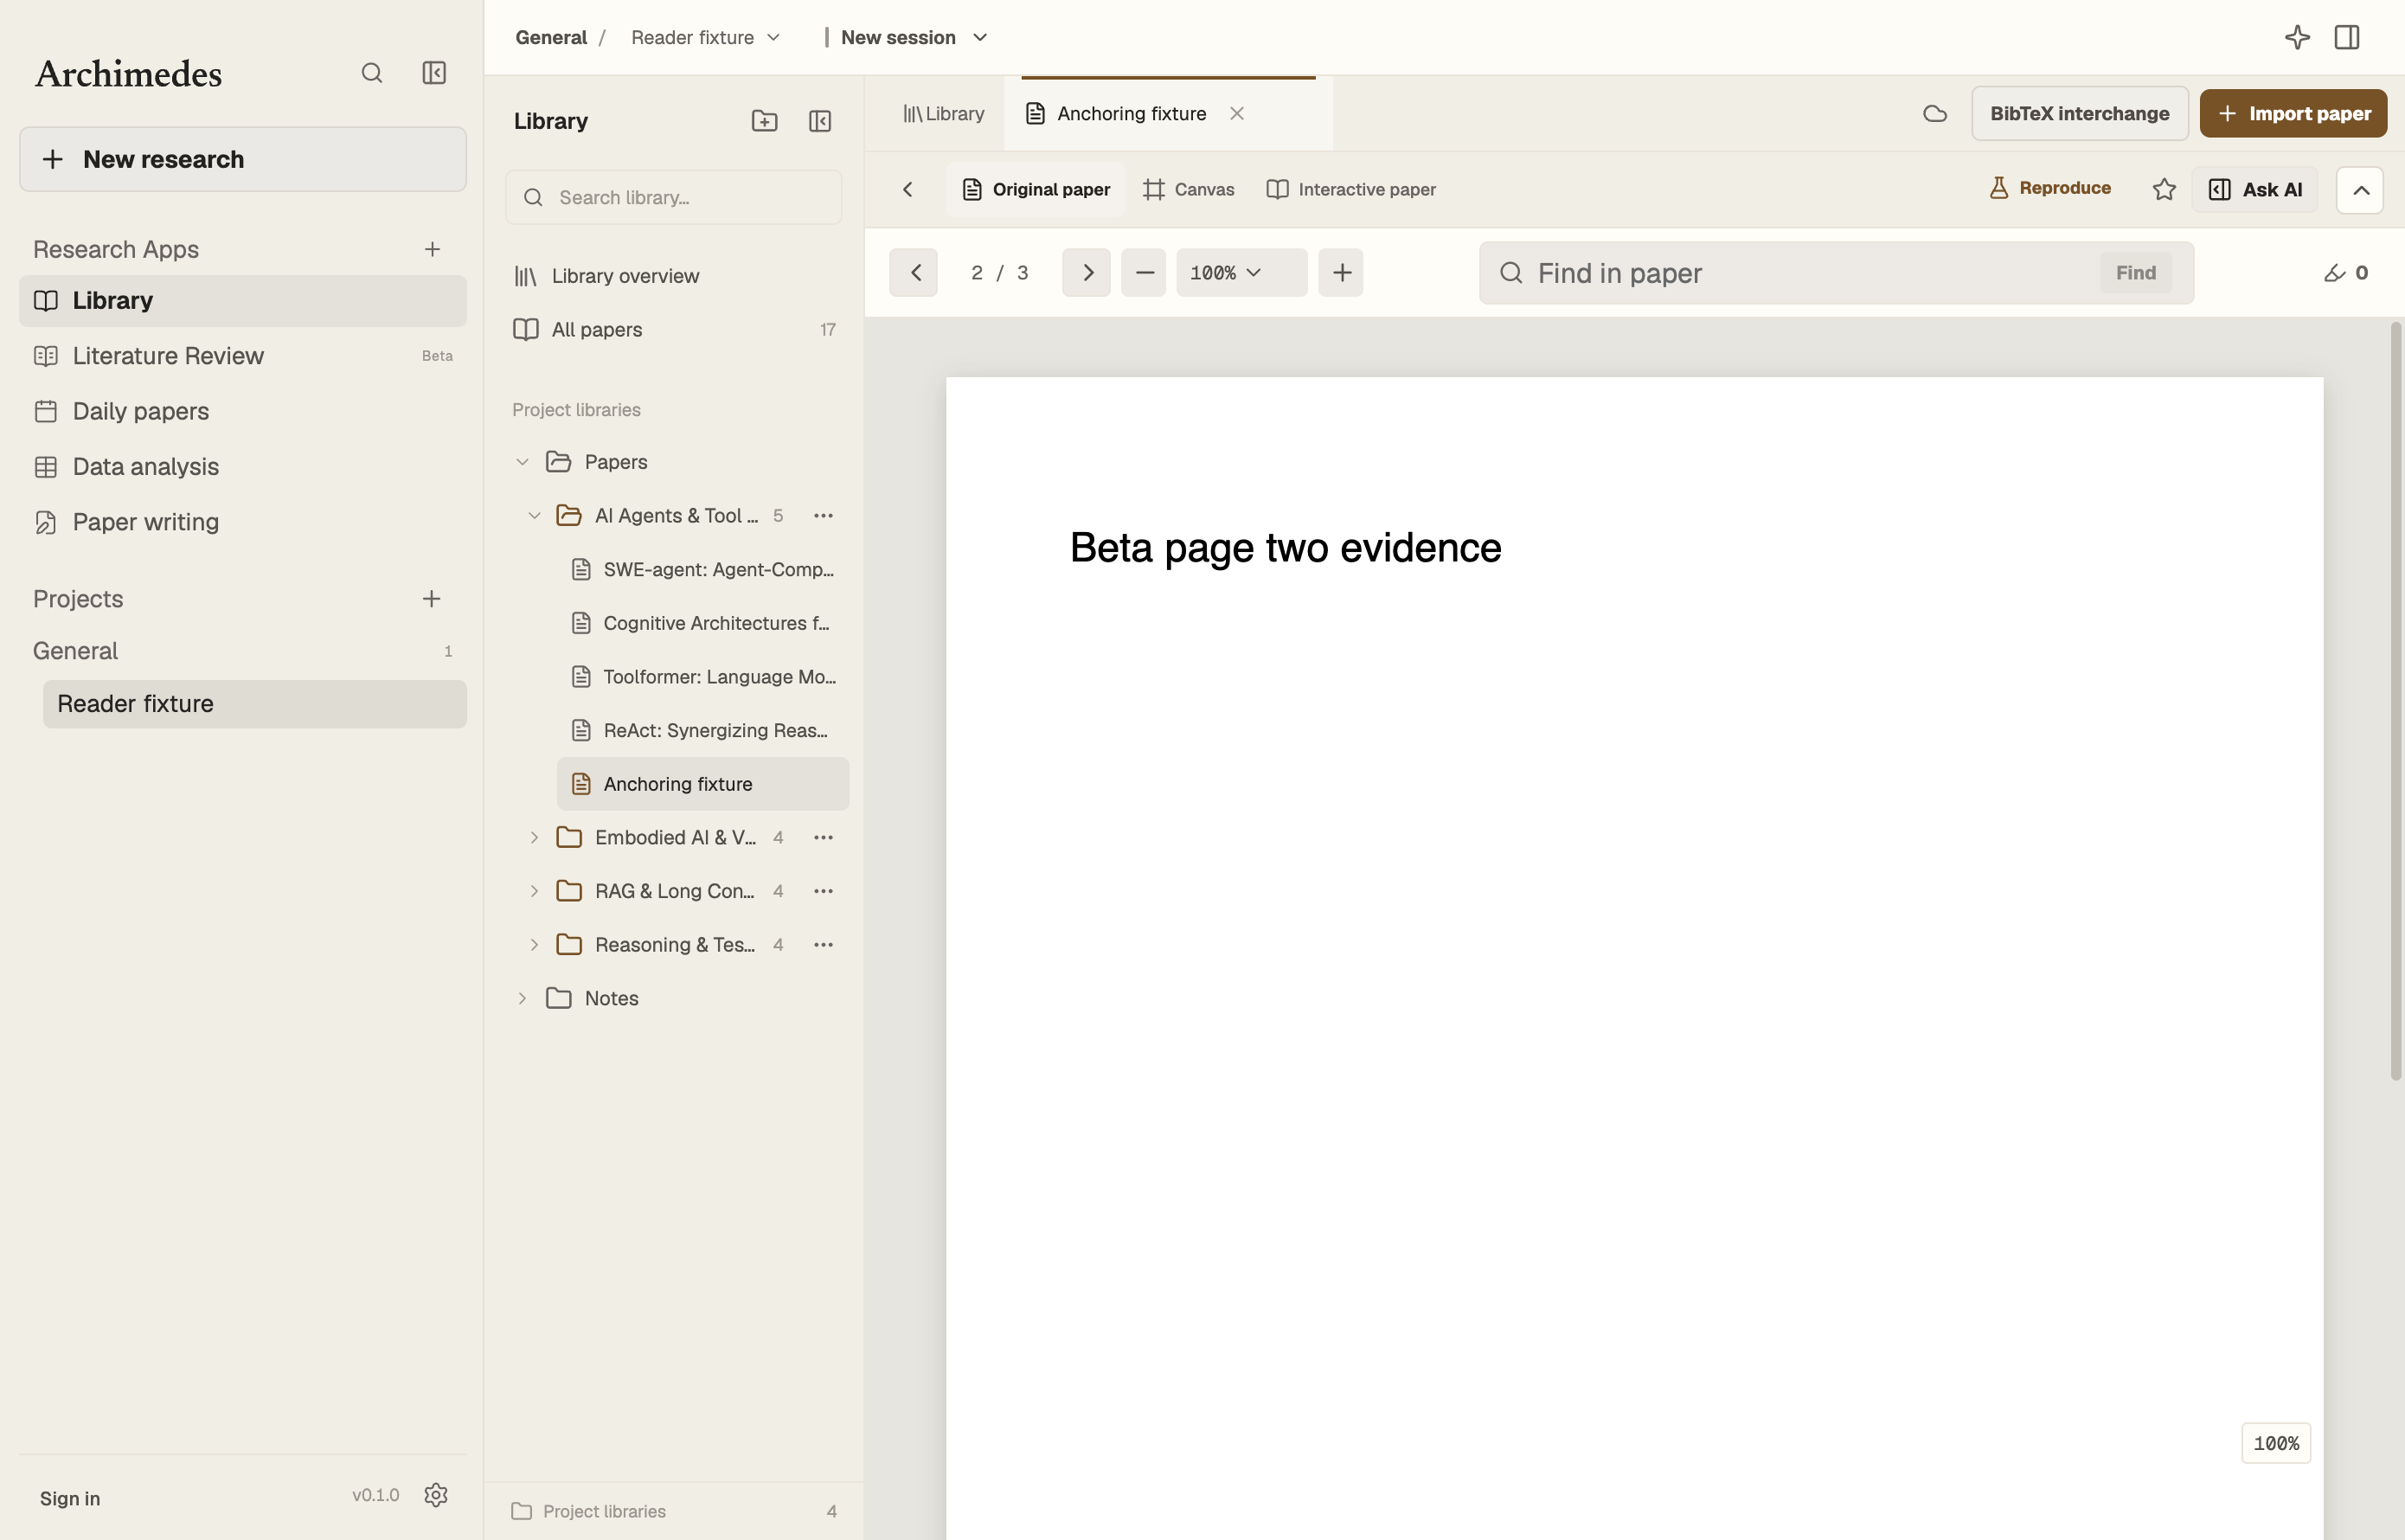 Archimedes
New research
Research Apps
Library
Literature Review
Beta
Daily papers
Data analysis
Paper writing
Projects
General
1
Reader fixture
Sign in
v0.1.0
General / Reader fixture
New session
Library
Search library...
Library overview
All papers
17
Project libraries
Papers
AI Agents & Tool ...
5
SWE-agent: Agent-Comp...
Cognitive Architectures f...
Toolformer: Language Mo...
ReAct: Synergizing Reas...
Anchoring fixture
Embodied AI & V...
4
RAG & Long Con...
4
Reasoning & Tes...
4
Notes
Project libraries
4
Library
Anchoring fixture
BibTeX interchange
Import paper
Original paper
Canvas
Interactive paper
Reproduce
Ask AI
2 / 3
100%
Find in paper
Find
0
Beta page two evidence
100%